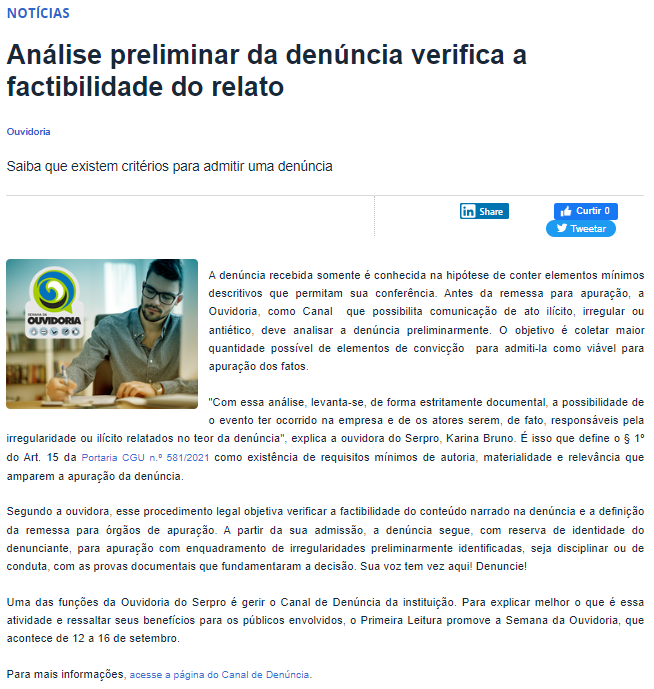 NOTÍCIAS
Análise preliminar da denúncia verifica a
factibilidade do relato
Ouvidoria
Saiba que existem critérios para admitir uma denúncia
in Share
Curtir 0
Tweetar
SEMANA DA
OUVIDORIA
A denúncia recebida somente é conhecida na hipótese de conter elementos mínimos
descritivos que permitam sua conferência. Antes da remessa para apuração, a
Ouvidoria, como Canal que possibilita comunicação de ato ilícito, irregular ou
antiético, deve analisar a denúncia preliminarmente. O objetivo é coletar maior
quantidade possível de elementos de convicção para admiti-la como viável para
apuração dos fatos.
"Com essa análise, levanta-se, de forma estritamente documental, a possibilidade de
o evento ter ocorrido na empresa e de os atores serem, de fato, responsáveis pela
irregularidade ou ilícito relatados no teor da denúncia", explica a ouvidora do Serpro, Karina Bruno. É isso que define o § 1º
do Art. 15 da Portaria CGU n.º 581/2021 como existência de requisitos mínimos de autoria, materialidade e relevância que
amparem a apuração da denúncia.
Segundo a ouvidora, esse procedimento legal objetiva verificar a factibilidade do conteúdo narrado na denúncia e a definição
da remessa para órgãos de apuração. A partir da sua admissão, a denúncia segue, com reserva de identidade do
denunciante, para apuração com enquadramento de irregularidades preliminarmente identificadas, seja disciplinar ou de
conduta, com as provas documentais que fundamentaram a decisão. Sua voz tem vez aqui! Denuncie!
Uma das funções da Ouvidoria do Serpro é gerir o Canal de Denúncia da instituição. Para explicar melhor o que é essa
atividade e ressaltar seus benefícios para os públicos envolvidos, o Primeira Leitura promove a Semana da Ouvidoria, que
acontece de 12 a 16 de setembro.
Para mais informações, acesse a página do Canal de Denúncia.